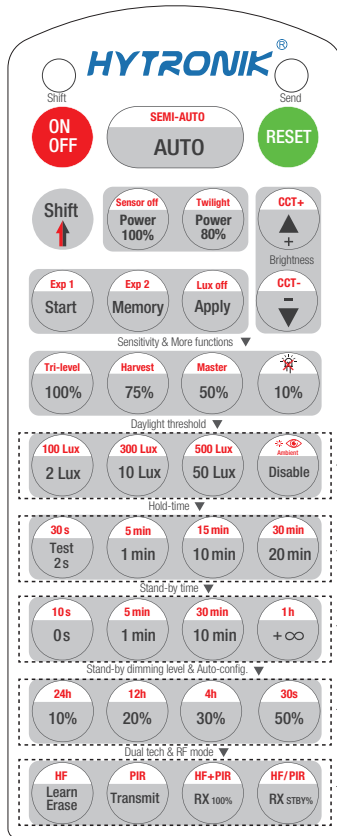 HYTRONIK®
Shift Send
ON
OFF
SEMI-AUTO
AUTO
RESET
Shift
Sensor off
Power
100%
Twilight
Power
80%
CCT+
+
Brightness
CCT-
−
Exp 1
Start
Exp 2
Memory
Lux off
Apply
Sensitivity & More functions ▼
Tri-level
100%
Harvest
75%
Master
50%
10%
Daylight threshold ▼
100 Lux
2 Lux
300 Lux
10 Lux
500 Lux
50 Lux
Ambient
Disable
Hold-time ▼
30 s
Test
2 s
5 min
1 min
15 min
10 min
30 min
20 min
Stand-by time ▼
10 s
0 s
5 min
1 min
30 min
10 min
1 h
+∞
Stand-by dimming level & Auto-config. ▼
24h
10%
12h
20%
4h
30%
30s
50%
Dual tech & RF mode ▼
HF
Learn
Erase
PIR
Transmit
HF+PIR
RX 100%
HF/PIR
RX STBY%